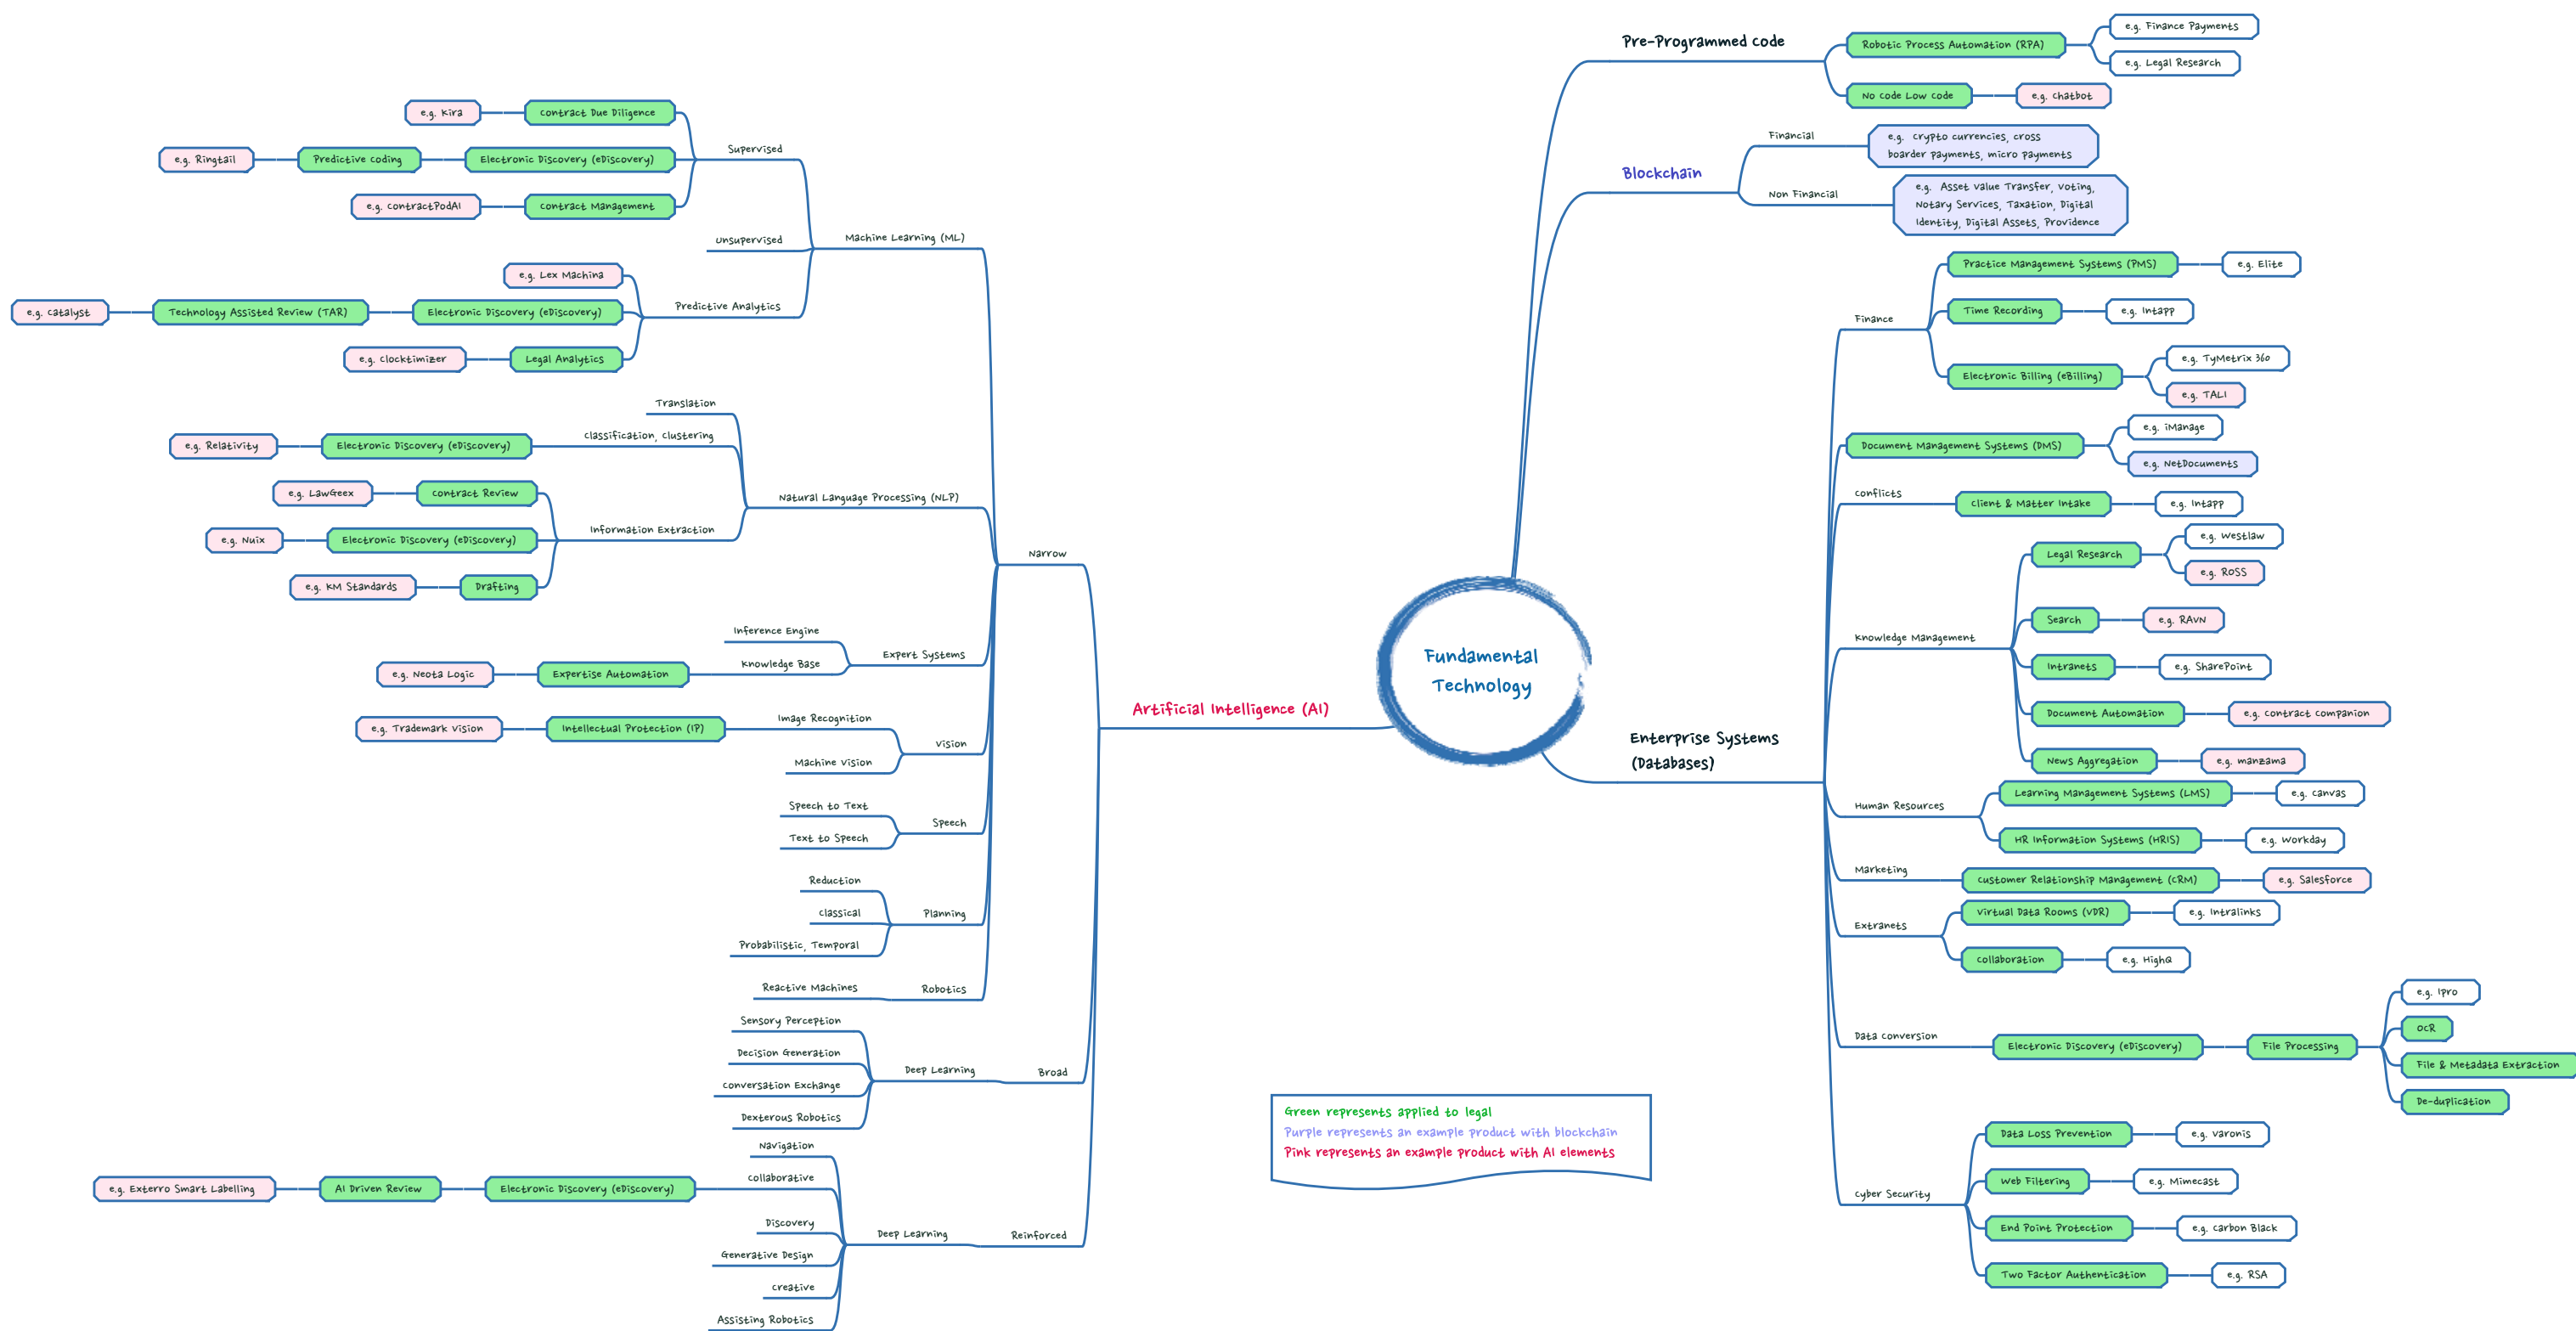 Fundamental
Technology
Pre-Programmed Code
Robotic Process Automation (RPA)
e.g. Finance Payments
e.g. Legal Research
No Code Low Code
e.g. Chatbot
Blockchain
Financial
e.g. Crypto currencies, cross
boarder payments, micro payments
Non Financial
e.g. Asset Value Transfer, Voting,
Notary Services, Taxation, Digital
Identity, Digital Assets, Providence
Enterprise Systems
(Databases)
Finance
Practice Management Systems (PMS)
e.g. Elite
Time Recording
e.g. Intapp
Electronic Billing (eBilling)
e.g. TyMetrix 360
e.g. TALI
Document Management Systems (DMS)
e.g. iManage
e.g. NetDocuments
Conflicts
Client & Matter Intake
e.g. Intapp
Knowledge Management
Legal Research
e.g. Westlaw
e.g. ROSS
Search
e.g. RAVN
Intranets
e.g. SharePoint
Document Automation
e.g. Contract Companion
News Aggregation
e.g. manzama
Human Resources
Learning Management Systems (LMS)
e.g. Canvas
HR Information Systems (HRIS)
e.g. Workday
Marketing
Customer Relationship Management (CRM)
e.g. Salesforce
Extranets
Virtual Data Rooms (VDR)
e.g. Intralinks
Collaboration
e.g. HighQ
Data Conversion
Electronic Discovery (eDiscovery)
File Processing
e.g. Ipro
OCR
File & Metadata Extraction
De-duplication
Cyber Security
Data Loss Prevention
e.g. Varonis
Web Filtering
e.g. Mimecast
End Point Protection
e.g. Carbon Black
Two Factor Authentication
e.g. RSA
Artificial Intelligence (AI)
Narrow
Machine Learning (ML)
Supervised
Contract Due Diligence
e.g. Kira
Electronic Discovery (eDiscovery)
Predictive Coding
e.g. Ringtail
Contract Management
e.g. ContractPodAI
Unsupervised
Predictive Analytics
e.g. Lex Machina
Electronic Discovery (eDiscovery)
Technology Assisted Review (TAR)
e.g. Catalyst
Legal Analytics
e.g. Clocktimizer
Natural Language Processing (NLP)
Translation
Classification, Clustering
Electronic Discovery (eDiscovery)
e.g. Relativity
Information Extraction
Contract Review
e.g. LawGeex
Electronic Discovery (eDiscovery)
e.g. Nuix
Drafting
e.g. KM Standards
Expert Systems
Inference Engine
Knowledge Base
Expertise Automation
e.g. Neota Logic
Vision
Image Recognition
Intellectual Protection (IP)
e.g. Trademark Vision
Machine Vision
Speech
Speech to Text
Text to Speech
Planning
Reduction
Classical
Probabilistic, Temporal
Robotics
Reactive Machines
Broad
Deep Learning
Sensory Perception
Decision Generation
Conversation Exchange
Dexterous Robotics
Reinforced
Deep Learning
Navigation
Collaborative
Electronic Discovery (eDiscovery)
AI Driven Review
e.g. Exterro Smart Labelling
Discovery
Generative Design
Creative
Assisting Robotics
Green represents applied to legal
Purple represents an example product with blockchain
Pink represents an example product with AI elements